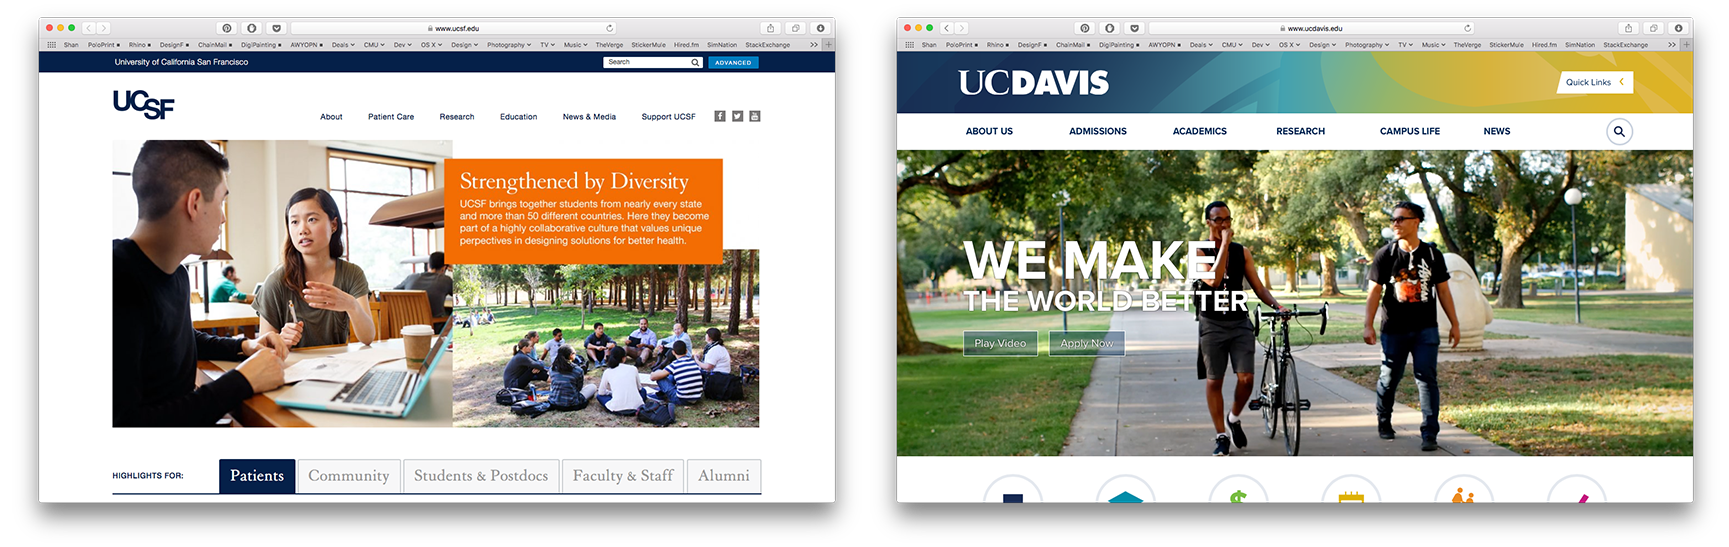 www.ucsf.edu
Shan PoloPrint Rhino DesignF ChainMail Dig|Painting AWYOPN Deals CMU Dev OS X Design Photography TV Music TheVerge StickerMule Hired.fm SimNation StackExchange >> +
University of California San Francisco
Search
ADVANCED
UCSF
About Patient Care Research Education News & Media Support UCSF
Strengthened by Diversity
UCSF brings together students from nearly every state
and more than 50 different countries. Here they become
part of a highly collaborative culture that values unique
perpectives in designing solutions for better health.
HIGHLIGHTS FOR:
Patients
Community
Students & Postdocs
Faculty & Staff
Alumni
www.ucdavis.edu
Shan PoloPrint Rhino DesignF ChainMail Dig|Painting AWYOPN Deals CMU Dev OS X Design Photography TV Music TheVerge StickerMule Hired.fm SimNation StackExchange >> +
UCDAVIS
Quick Links
ABOUT US ADMISSIONS ACADEMICS RESEARCH CAMPUS LIFE NEWS
WE MAKE
THE WORLD BETTER
Play Video
Apply Now